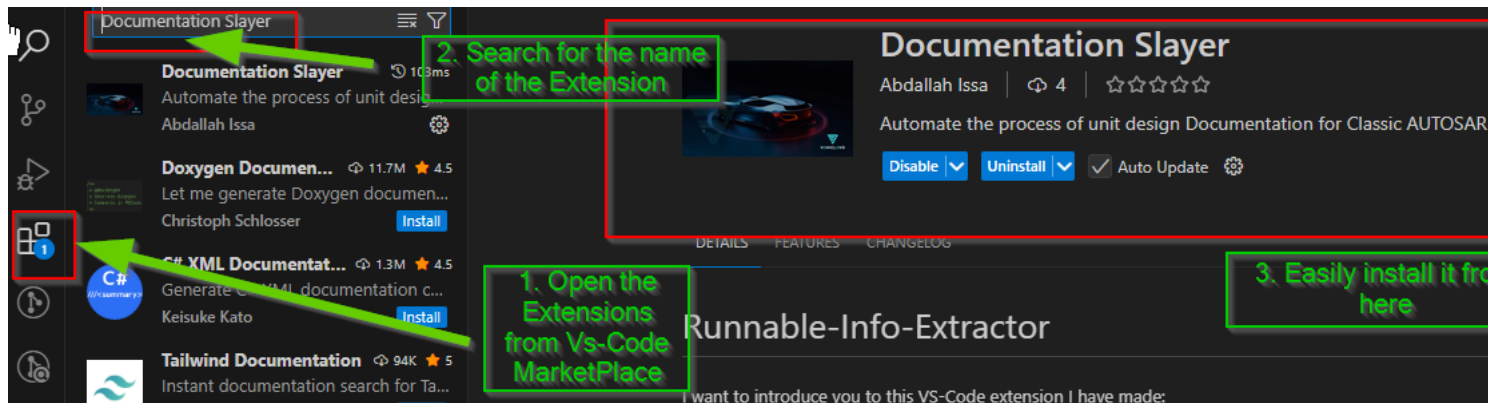 Documentation Slayer
2. Search for the name
of the Extension
Documentation Slayer
103ms
Automate the process of unit desig...
Abdallah Issa
Doxygen Documen...
11.7M
4.5
Let me generate Doxygen documen...
Christoph Schlosser
Install
C# XML Documentat...
1.3M
4.5
Generate C# XML documentation c...
Keisuke Kato
Install
C#
///<summary>
Tailwind Documentation
94K
5
Instant documentation search for Ta...
1
1. Open the
Extensions
from Vs-Code
MarketPlace
Documentation Slayer
Abdallah Issa
4
Automate the process of unit design Documentation for Classic AUTOSAR
Disable
Uninstall
Auto Update
DETAILS
FEATURES
CHANGELOG
3. Easily install it fro
here
Runnable-Info-Extractor
I want to introduce you to this VS-Code extension I have made: